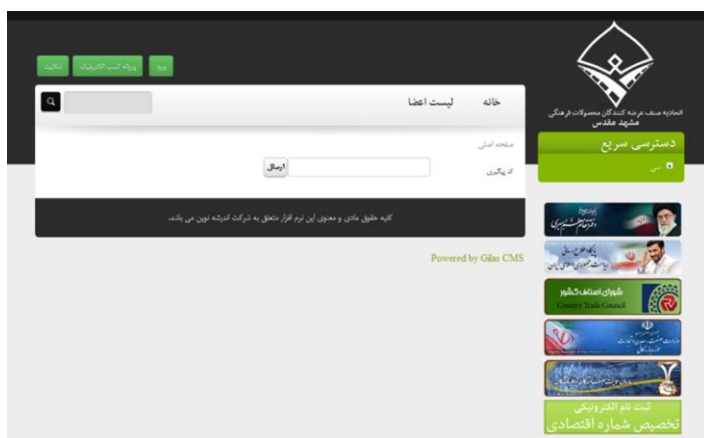 اتحادیه صنف عرضه کنندگان محصولات فرهنگی
مشهد مقدس
ورود
پروانه کسب الکترونیک
شکایت
خانه
لیست اعضا
دسترسی سریع
صفحه اصلی
کد پیگیری
ارسال
کلیه حقوق مادی و معنوی این نرم افزار متعلق به شرکت اندیشه نوین می باشد.
Powered by Gilas CMS
شورای اصناف کشور
Country Trade Council
ثبت نام الکترونیکی
تخصیص شماره اقتصادی